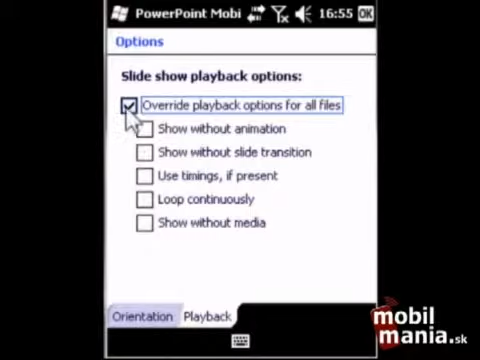 PowerPoint Mobi 16:55 OK
Options
Slide show playback options:
Override playback options for all files
Show without animation
Show without slide transition
Use timings, if present
Loop continuously
Show without media
Orientation Playback
mobil
mania.sk